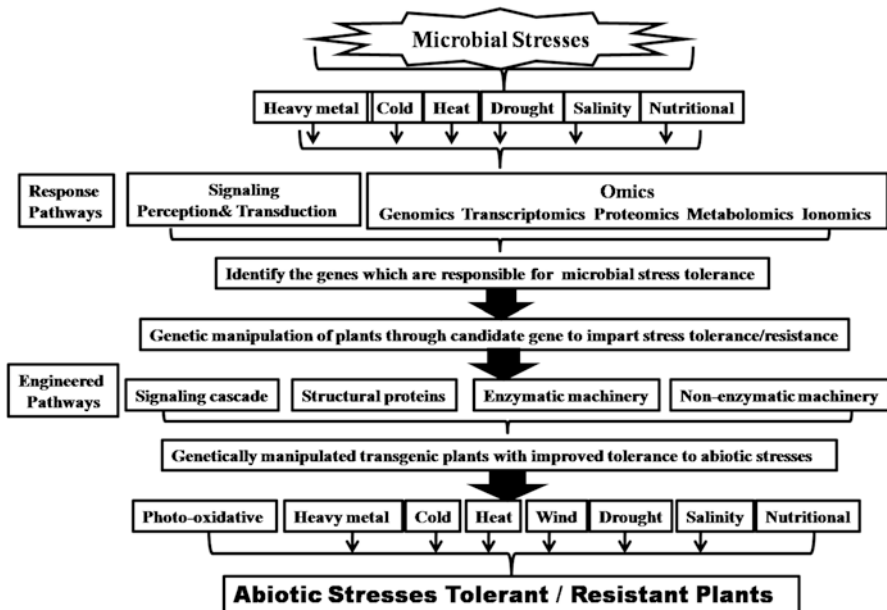 Microbial Stresses
Heavy metal Cold Heat Drought Salinity Nutritional
Response
Pathways
Signaling
Perception& Transduction
Omics
Genomics Transcriptomics Proteomics Metabolomics Ionomics
Identify the genes which are responsible for microbial stress tolerance
Genetic manipulation of plants through candidate gene to impart stress tolerance/resistance
Engineered
Pathways
Signaling cascade Structural proteins Enzymatic machinery Non-enzymatic machinery
Genetically manipulated transgenic plants with improved tolerance to abiotic stresses
Photo-oxidative Heavy metal Cold Heat Wind Drought Salinity Nutritional
Abiotic Stresses Tolerant / Resistant Plants